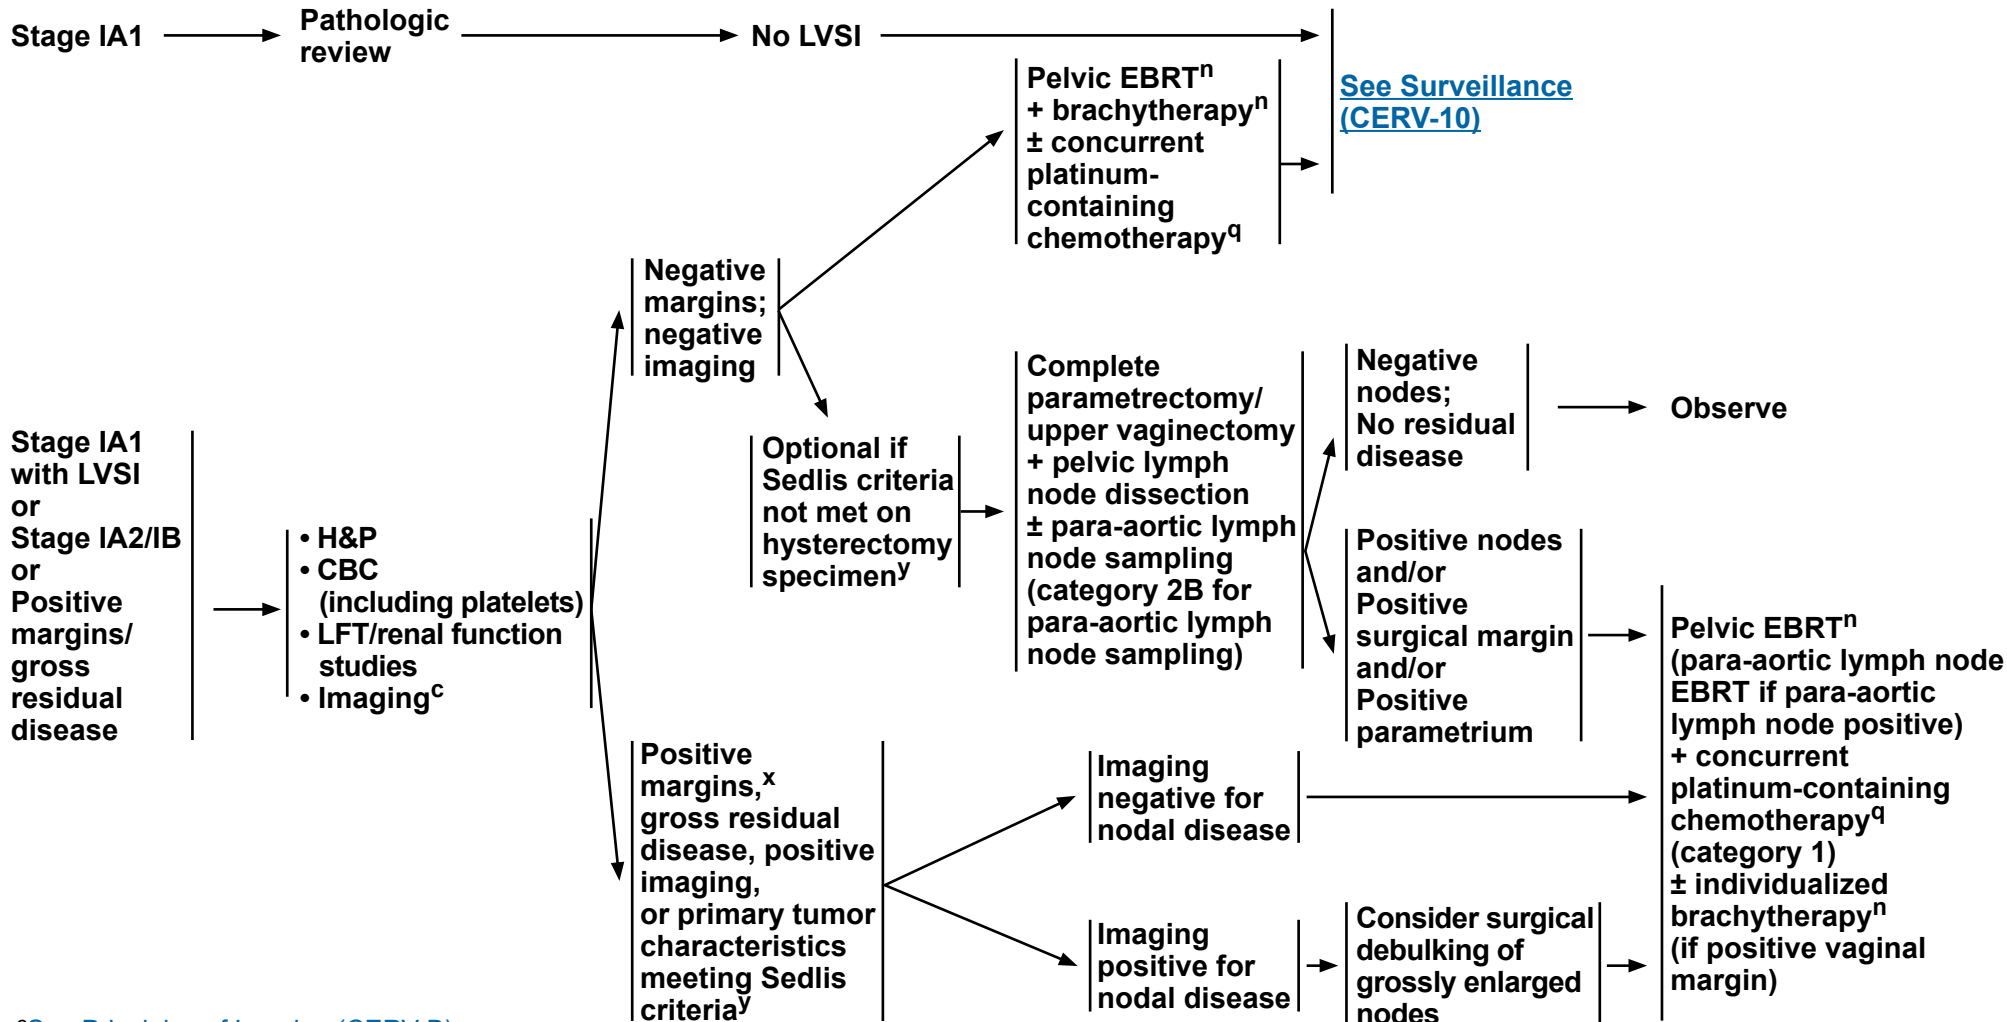 Stage IA1
Pathologic
review
No LVSI
Pelvic EBRTn
+ brachytherapyn
± concurrent
platinum-
containing
chemotherapyq
See Surveillance
(CERV-10)
Negative
margins;
negative
imaging
Stage IA1
with LVSI
or
Stage IA2/IB
or
Positive
margins/
gross
residual
disease
• H&P
• CBC
(including platelets)
• LFT/renal function
studies
• Imagingc
Optional if
Sedlis criteria
not met on
hysterectomy
specimeny
Complete
parametrectomy/
upper vaginectomy
+ pelvic lymph
node dissection
± para-aortic lymph
node sampling
(category 2B for
para-aortic lymph
node sampling)
Negative
nodes;
No residual
disease
Observe
Positive nodes
and/or
Positive
surgical margin
and/or
Positive
parametrium
Positive
margins,x
gross residual
disease, positive
imaging,
or primary tumor
characteristics
meeting Sedlis
criteriay
Imaging
negative for
nodal disease
Imaging
positive for
nodal disease
Consider surgical
debulking of
grossly enlarged
nodes
Pelvic EBRTn
(para-aortic lymph node
EBRT if para-aortic
lymph node positive)
+ concurrent
platinum-containing
chemotherapyq
(category 1)
± individualized
brachytherapyn
(if positive vaginal
margin)